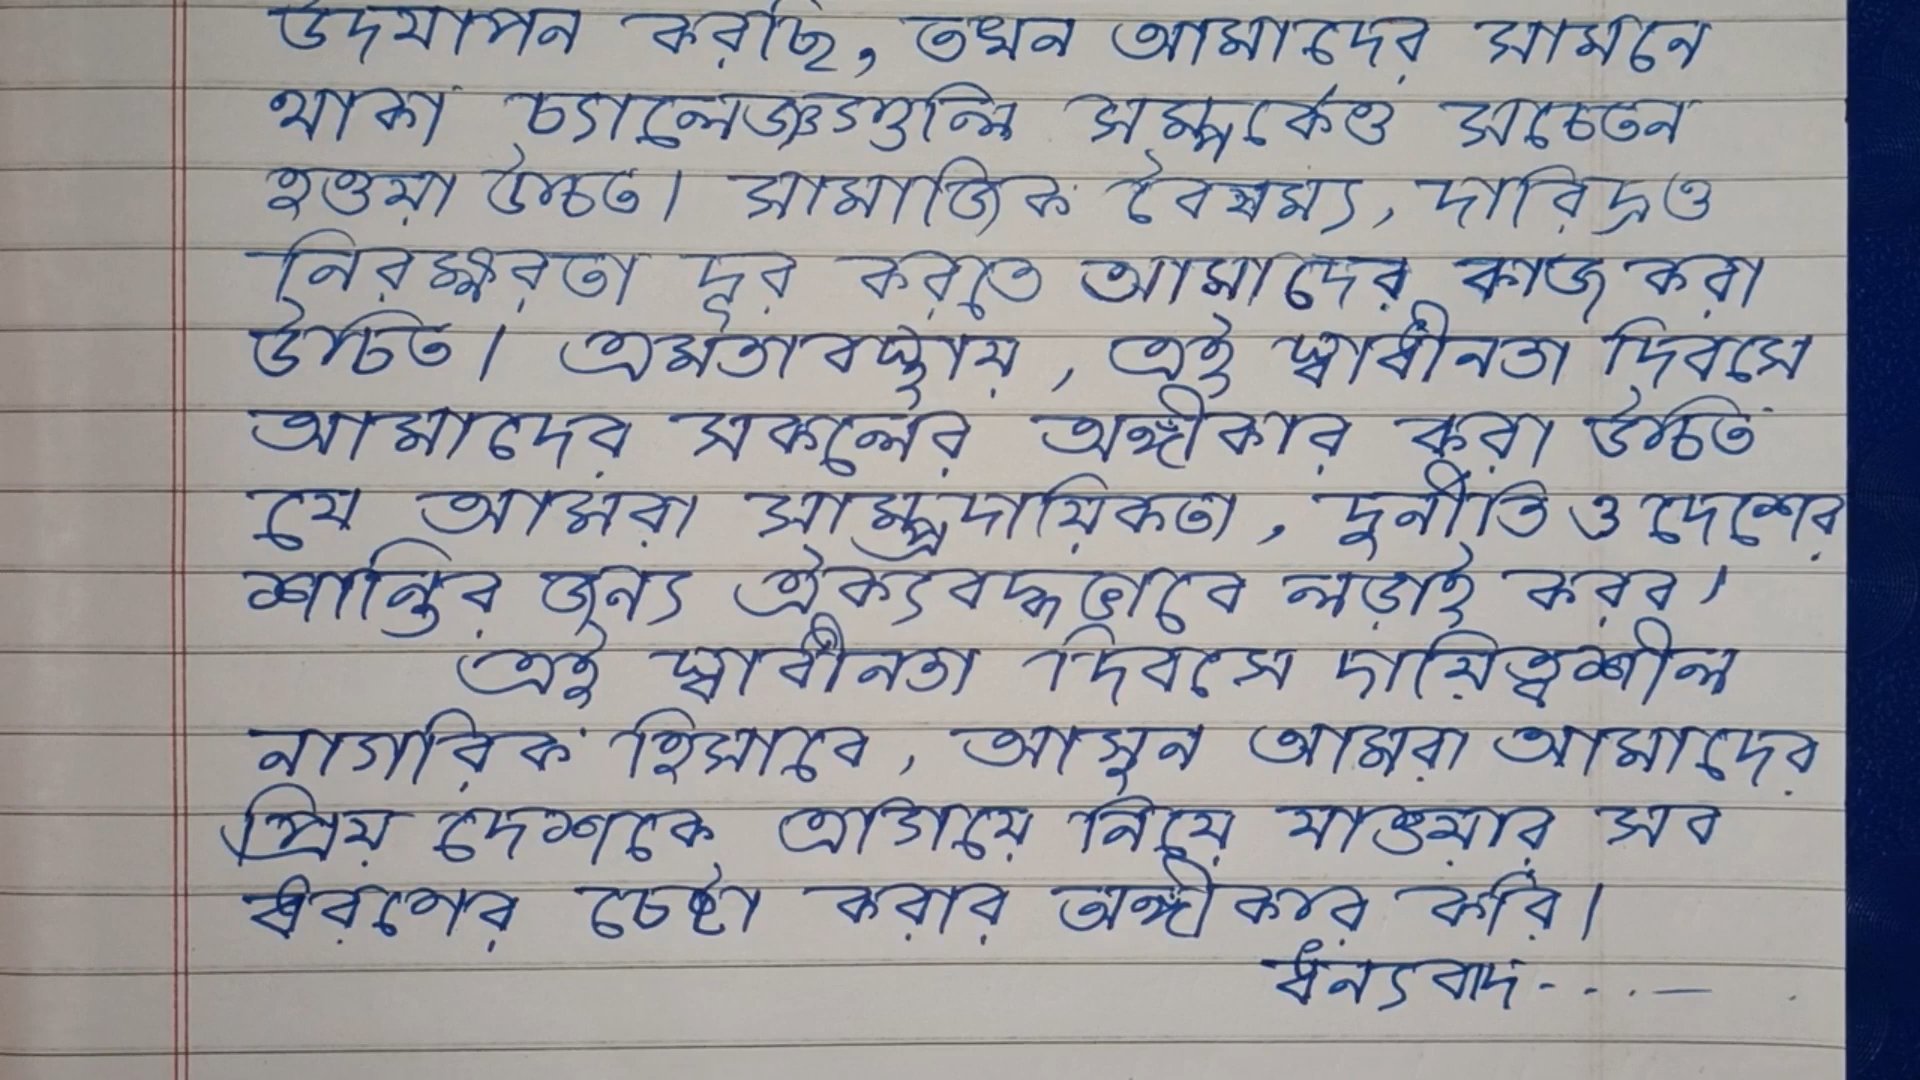 উদযাপন করছি, তখন আমাদের সামনে
থাকা চ্যালেঞ্জগুলি সম্পর্কেও সচেতন
হওয়া উচিত। সামাজিক বৈষম্য, দারিদ্র ও
নিরক্ষরতা দূর করতে আমাদের কাজ করা
উচিত। এমতাবস্থায়, এই স্বাধীনতা দিবসে
আমাদের সকলের অঙ্গীকার করা উচিত
যে আমরা সাম্প্রদায়িকতা, দুর্নীতি ও দেশের
শান্তির জন্য ঐক্যবদ্ধভাবে লড়াই করব।
এই স্বাধীনতা দিবসে দায়িত্বশীল
নাগরিক হিসাবে, আসুন আমরা আমাদের
প্রিয় দেশকে এগিয়ে নিয়ে যাওয়ার সব
ধরণের চেষ্টা করার অঙ্গীকার করি।
ধন্যবাদ-...—